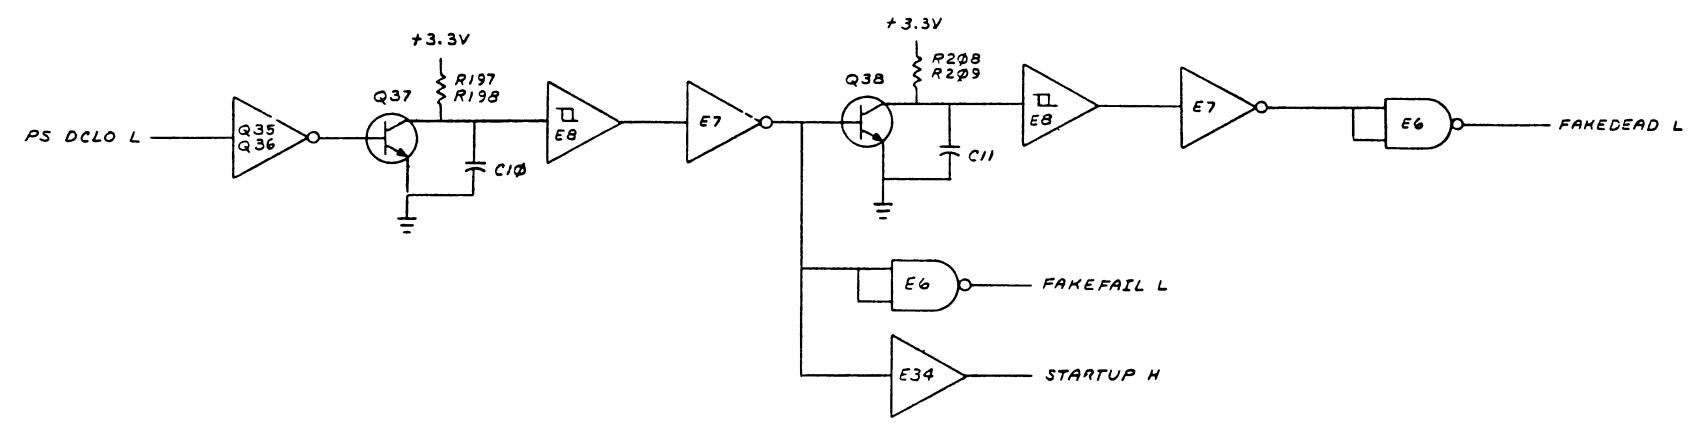 +3.3V
+3.3V
R197
R198
R2Ø8
R2Ø9
Q37
Q38
PS DCLO L
Q35
Q36
E8
E7
E8
E7
E6
FAKEDEAD L
C1Ø
C11
E6
FAKEFAIL L
E34
STARTUP H